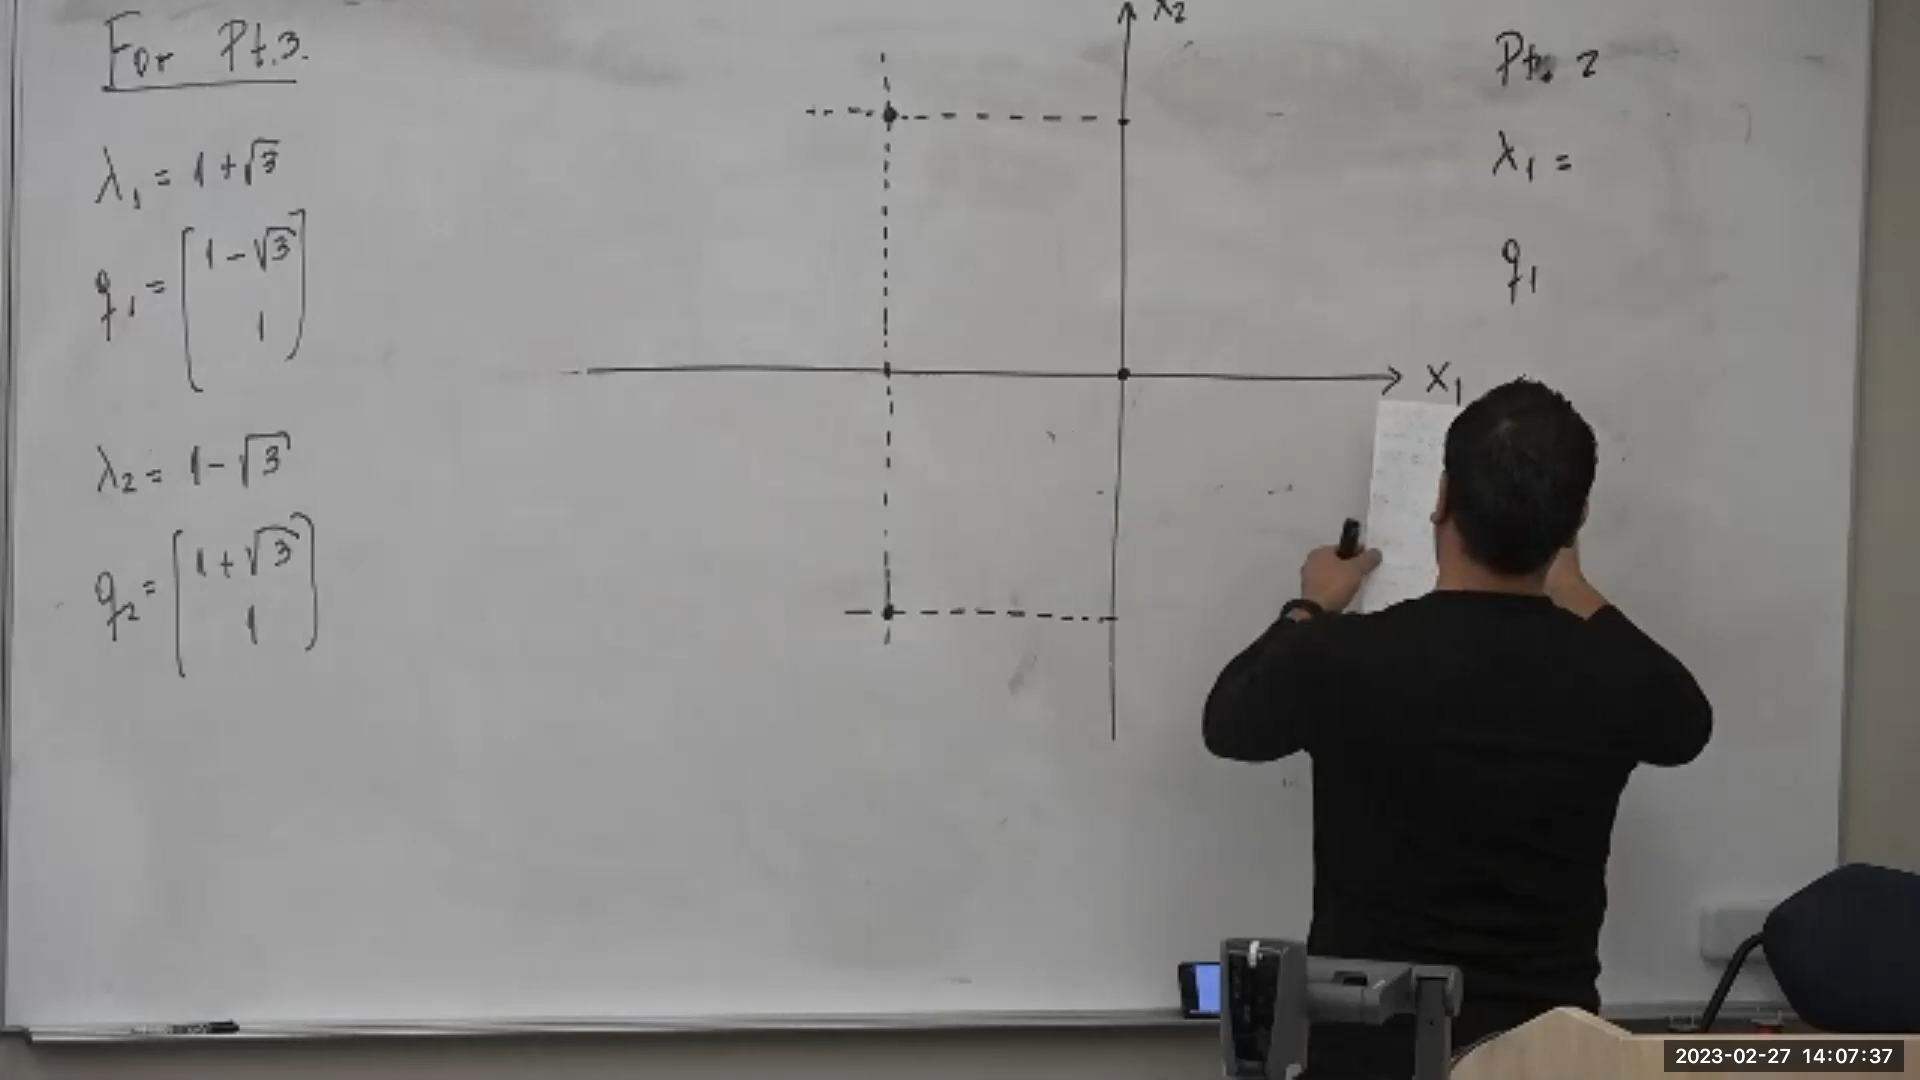 For Pt.3.
λ₁ = 1+√3
q₁ = [1-√3
1]
λ₂ = 1-√3
q₂ = [1+√3
1]
x₂
x₁
Pt. 2
λ₁ =
q₁
2023-02-27 14:07:37